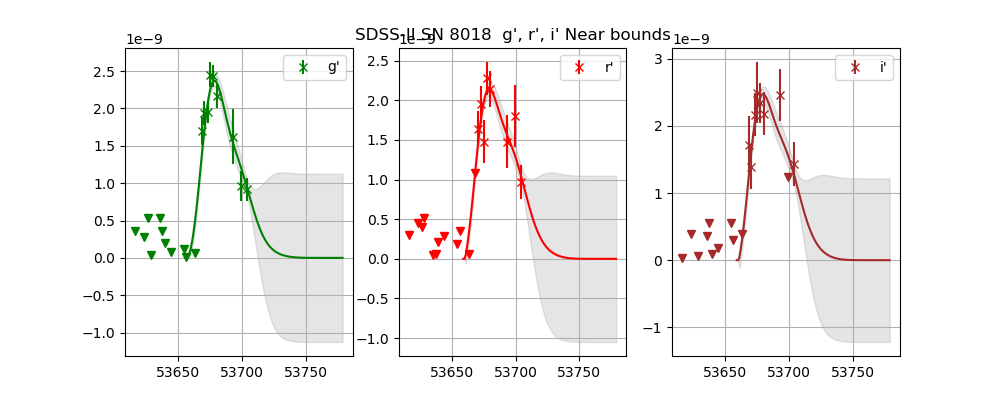 SDSS-II SN 8018 g', r', i' Near bounds
1e−9 1e−9 1e−9
g' r' i'
2.5 2.5 3
2.0 2.0 2
1.5 1.5 1
1.0 1.0 0
0.5 0.5 −1
0.0 0.0
−0.5 −0.5
−1.0 −1.0
53650 53700 53750 53650 53700 53750 53650 53700 53750